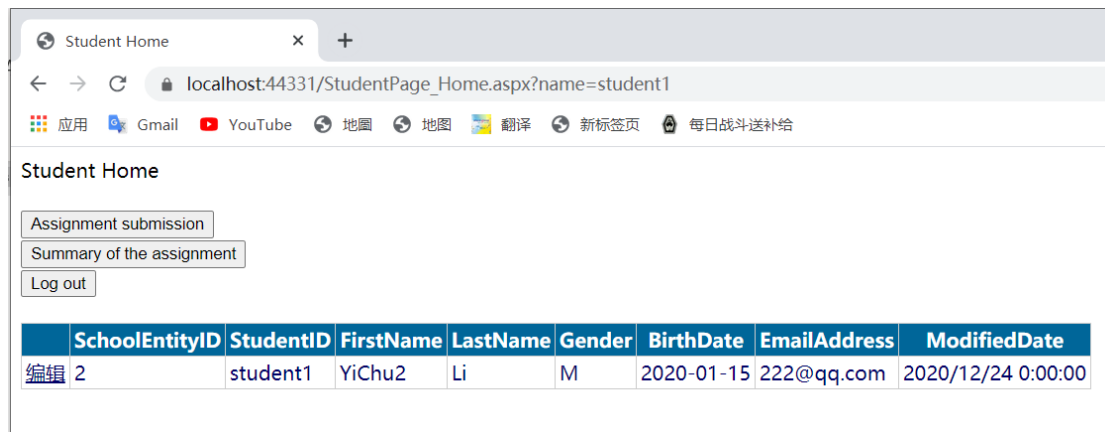 Student Home
localhost:44331/StudentPage_Home.aspx?name=student1
应用 Gmail YouTube 地圖 地图 翻译 新标签页 每日战斗送补给
Student Home
Assignment submission
Summary of the assignment
Log out
SchoolEntityID StudentID FirstName LastName Gender BirthDate EmailAddress ModifiedDate
编辑 2 student1 YiChu2 Li M 2020-01-15 222@qq.com 2020/12/24 0:00:00